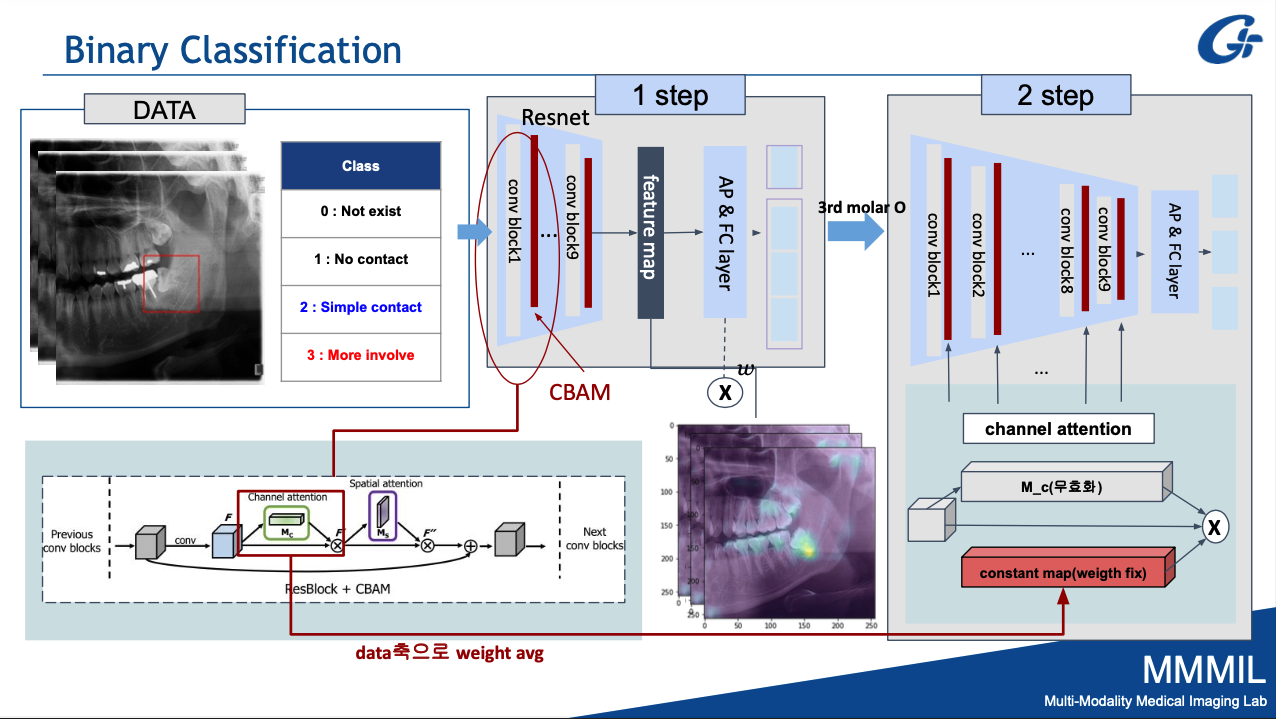 Binary Classification
DATA
Class
0 : Not exist
1 : No contact
2 : Simple contact
3 : More involve
1 step
Resnet
conv block1
...
conv block9
feature map
AP & FC layer
CBAM
w
X
3rd molar O
2 step
conv block1
conv block2
...
conv block8
conv block9
AP & FC layer
...
channel attention
M_c(무효화)
X
constant map(weigth fix)
Previous
conv blocks
conv
F
Channel attention
M_C
F'
Spatial attention
M_S
F''
Next
conv blocks
ResBlock + CBAM
data축으로 weight avg
0
50
100
150
200
250
0
0
0
50
100
150
200
250
MMMIL
Multi-Modality Medical Imaging Lab